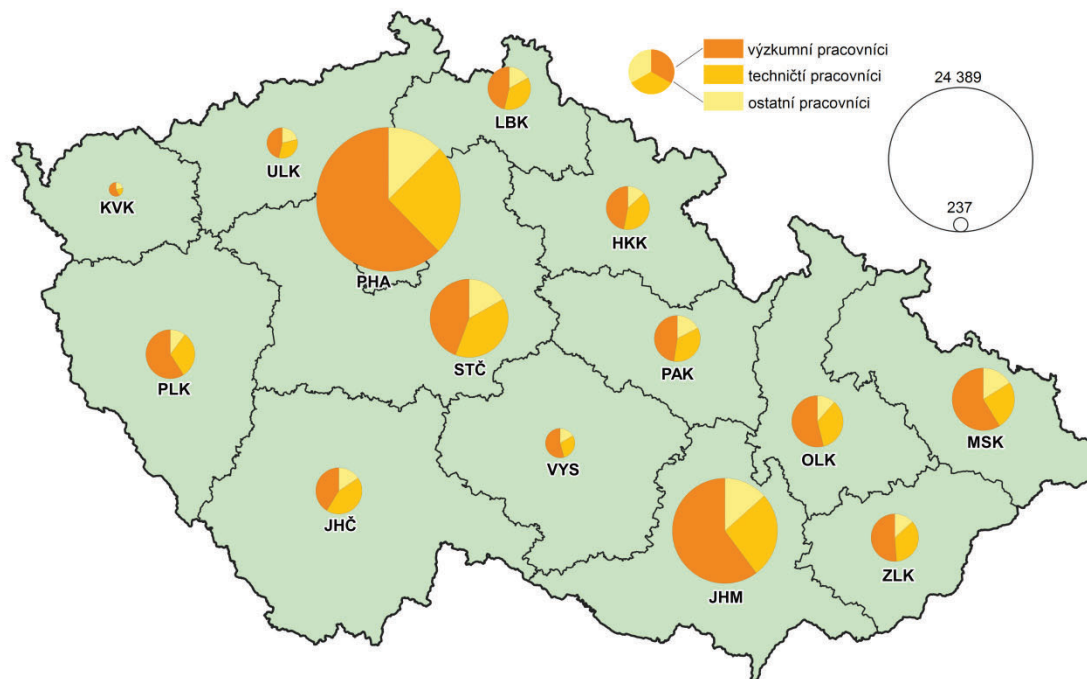 výzkumní pracovníci
techničtí pracovníci
ostatní pracovníci
24 389
237
LBK
ULK
KVK
HKK
PHA
STČ
PAK
PLK
MSK
OLK
VYS
JHČ
ZLK
JHM